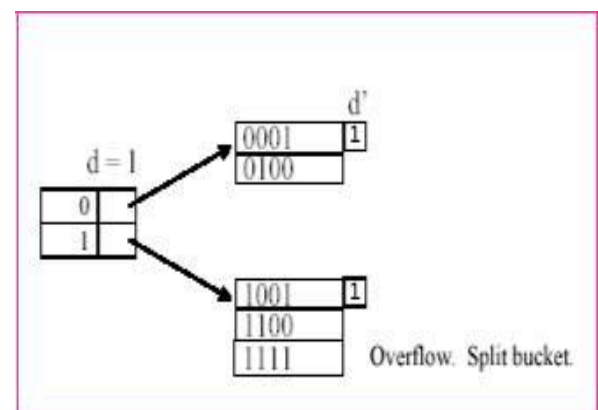 d'
0001 1
0100
d = 1
0
1
1001 1
1100
1111 Overflow. Split bucket.